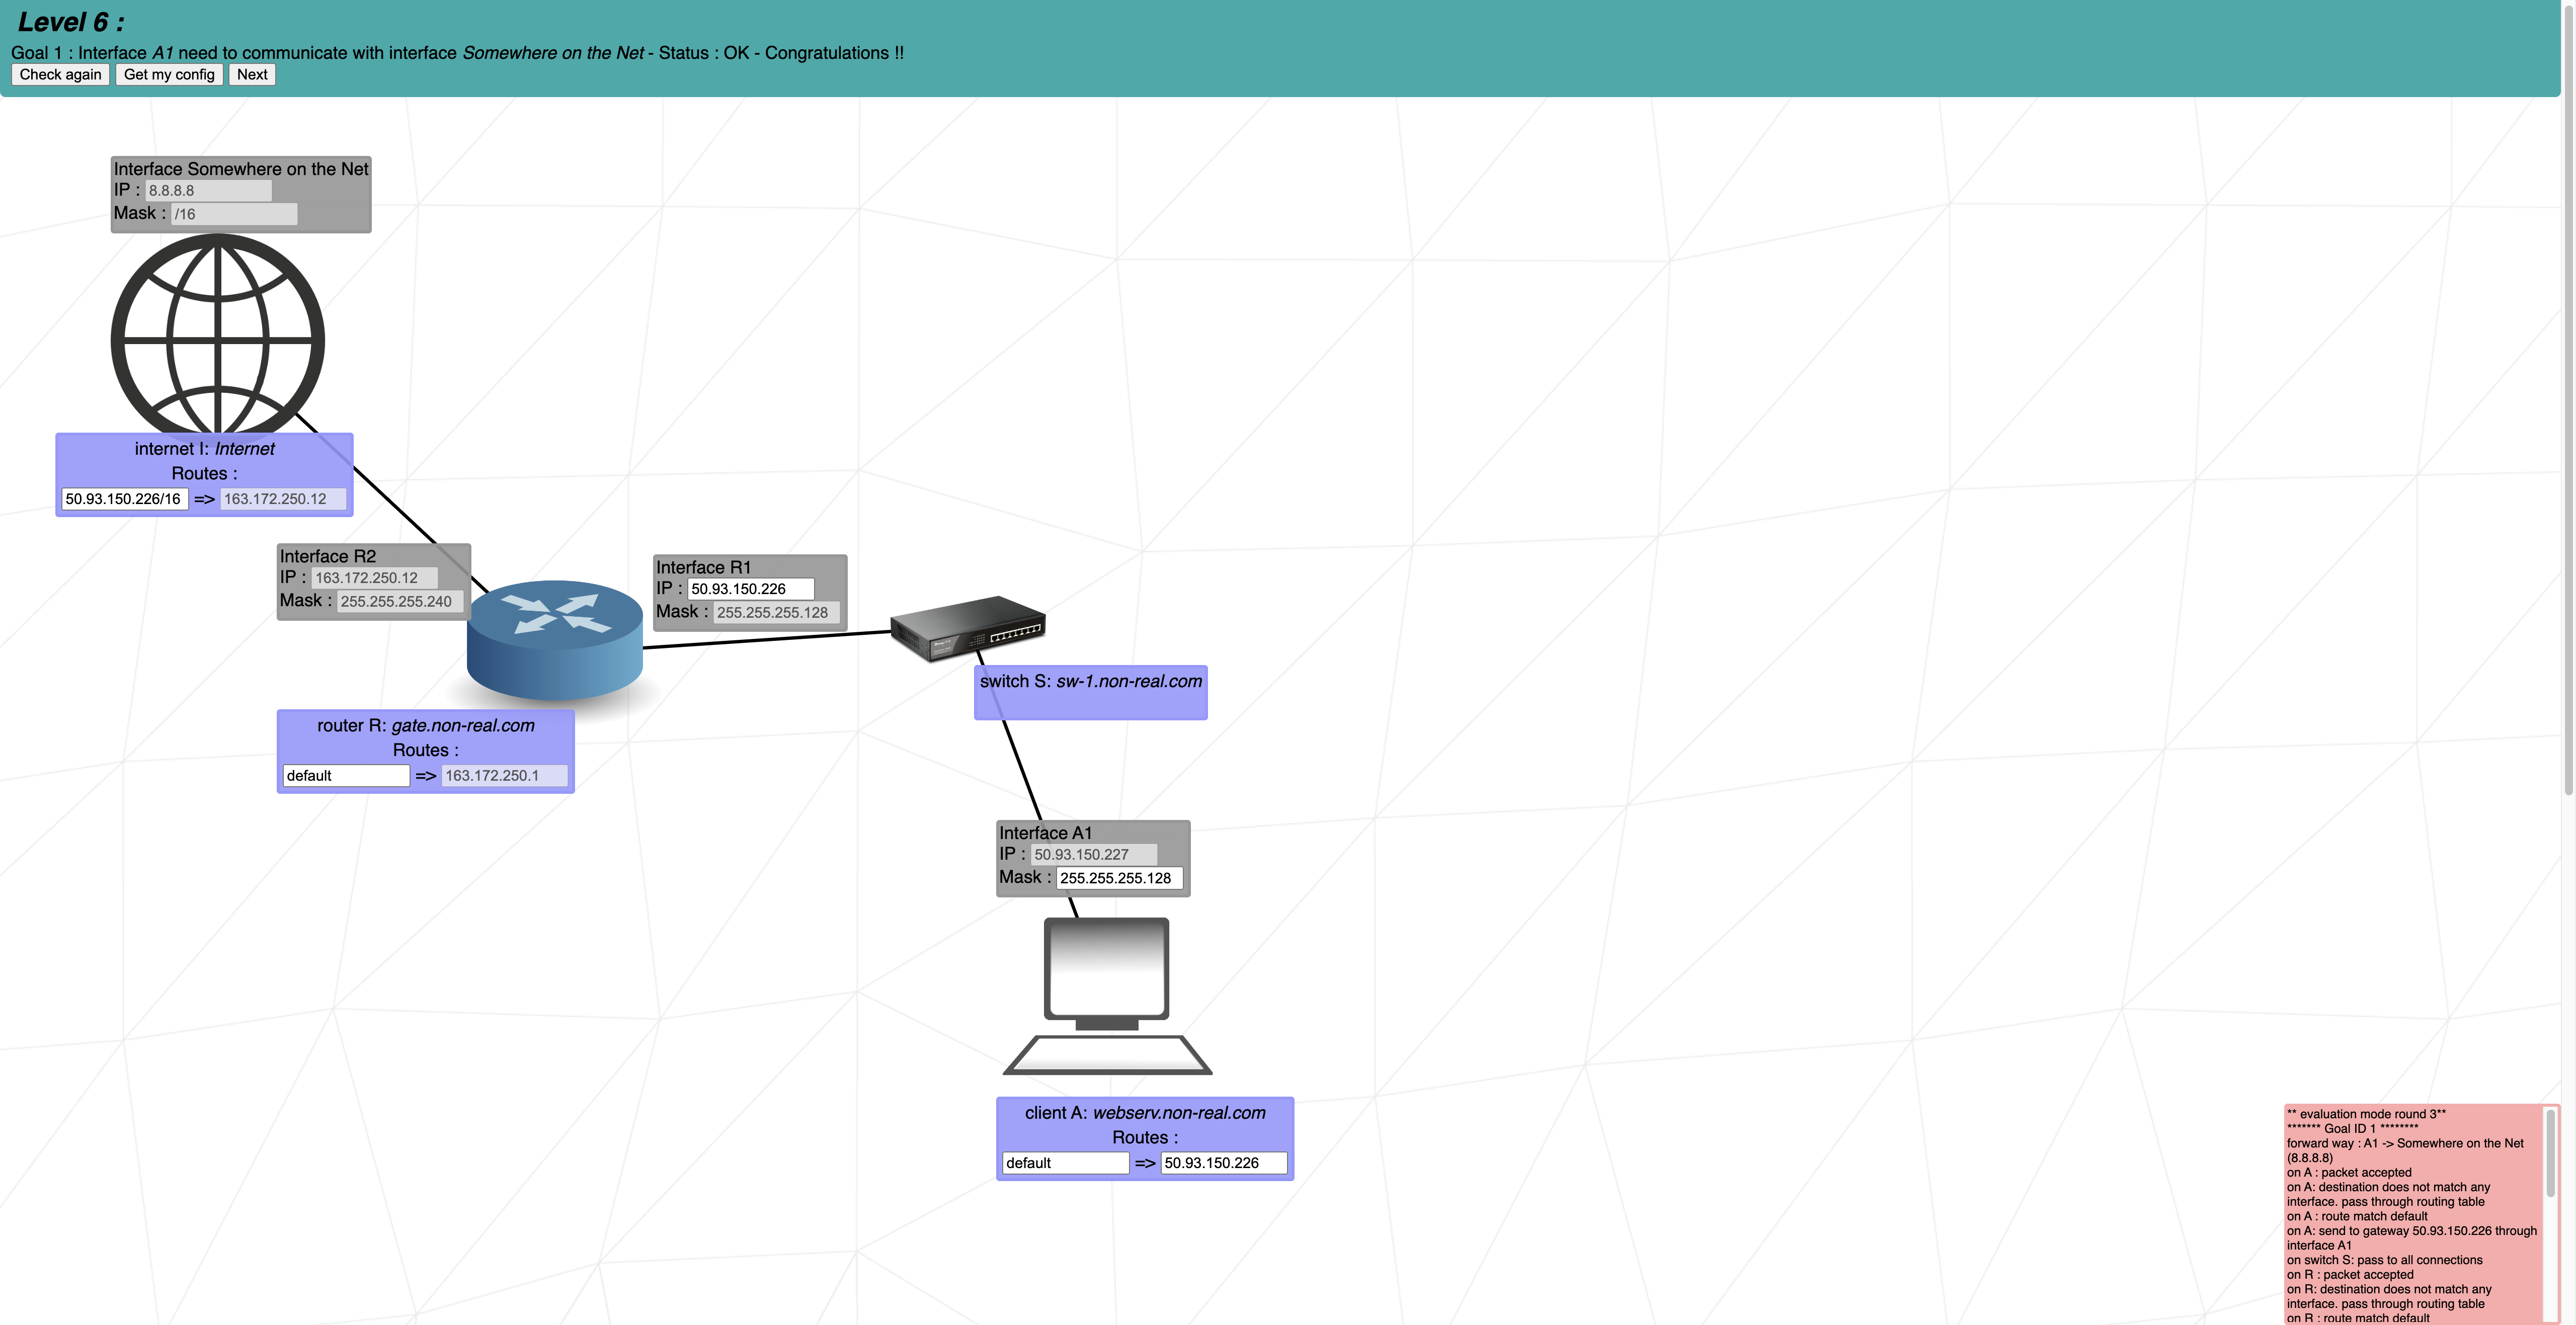 Level 6 :
Goal 1 : Interface A1 need to communicate with interface Somewhere on the Net - Status : OK - Congratulations !!
Check again Get my config Next
Interface Somewhere on the Net
IP : 8.8.8.8
Mask : /16
internet I: Internet
Routes :
50.93.150.226/16 => 163.172.250.12
Interface R2
IP : 163.172.250.12
Mask : 255.255.255.240
Interface R1
IP : 50.93.150.226
Mask : 255.255.255.128
switch S: sw-1.non-real.com
router R: gate.non-real.com
Routes :
default => 163.172.250.1
Interface A1
IP : 50.93.150.227
Mask : 255.255.255.128
client A: webserv.non-real.com
Routes :
default => 50.93.150.226
** evaluation mode round 3**
******* Goal ID 1 ********
forward way : A1 -> Somewhere on the Net
(8.8.8.8)
on A : packet accepted
on A: destination does not match any
interface. pass through routing table
on A : route match default
on A: send to gateway 50.93.150.226 through
interface A1
on switch S: pass to all connections
on R : packet accepted
on R: destination does not match any
interface. pass through routing table
on R : route match default